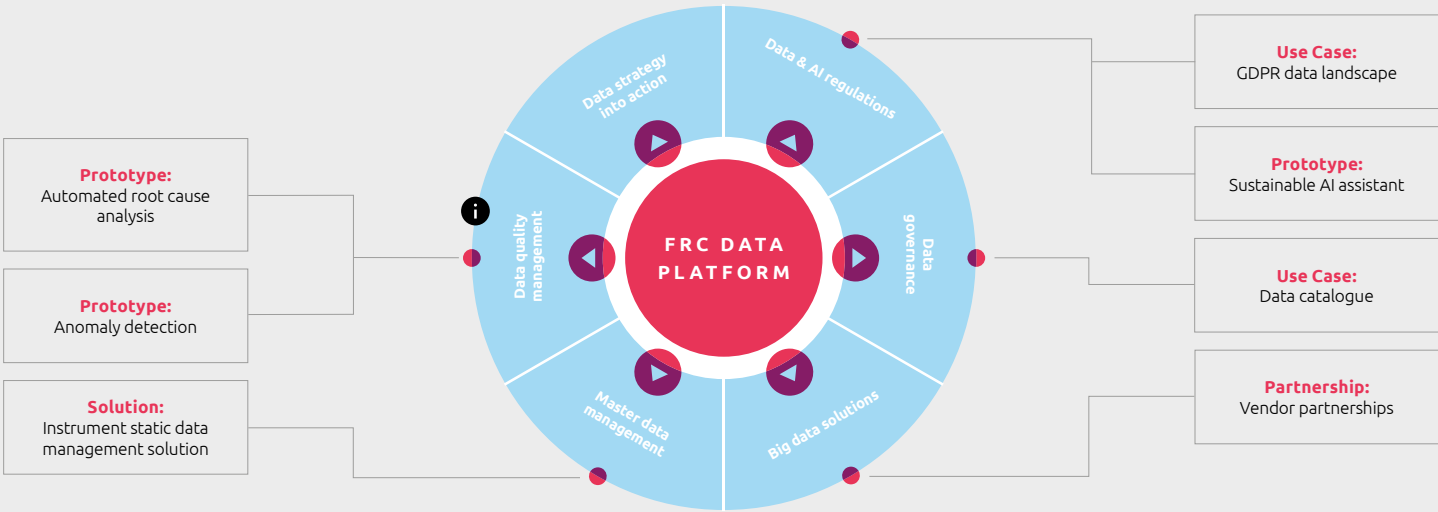 Prototype:
Automated root cause
analysis
Prototype:
Anomaly detection
Solution:
Instrument static data
management solution
Data strategy
into action
Data & AI regulations
Data quality
management
i
FRC DATA
PLATFORM
Data
governance
Master data
management
Big data solutions
Use Case:
GDPR data landscape
Prototype:
Sustainable AI assistant
Use Case:
Data catalogue
Partnership:
Vendor partnerships